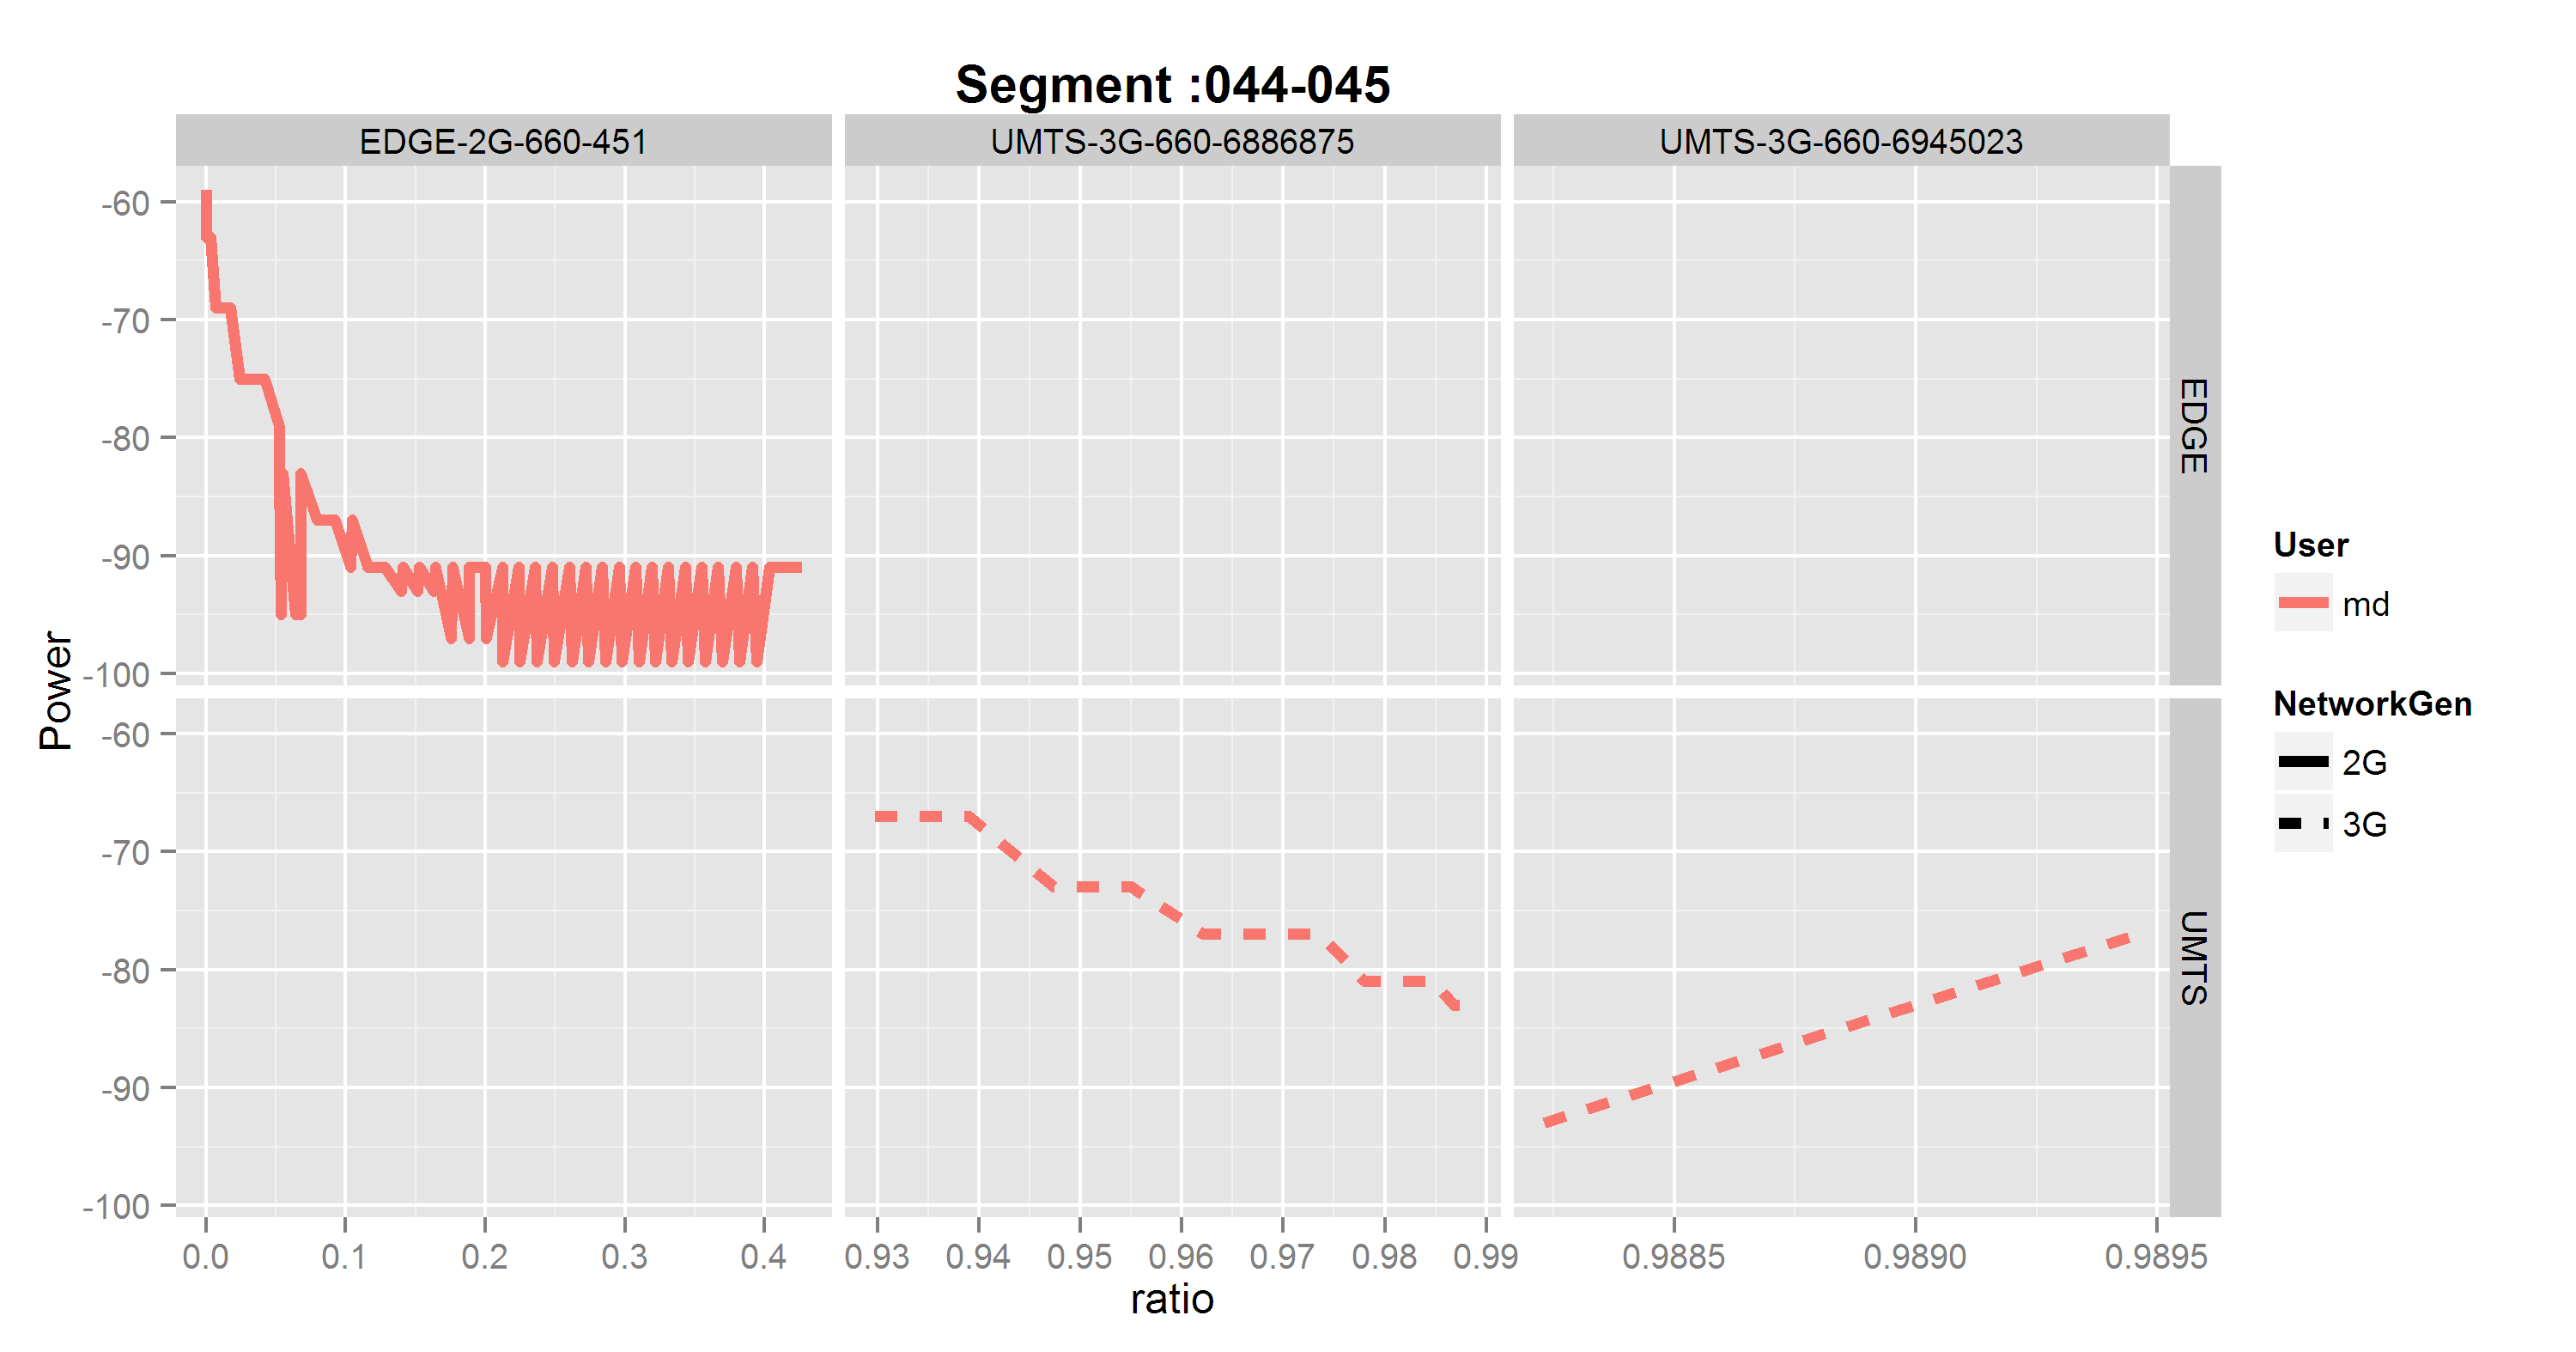 Segment :044-045
EDGE-2G-660-451 UMTS-3G-660-6886875 UMTS-3G-660-6945023
-60
-70
-80
-90
-100
EDGE
Power
-60
-70
-80
-90
-100
UMTS
0.0 0.1 0.2 0.3 0.4 0.93 0.94 0.95 0.96 0.97 0.98 0.99 0.9885 0.9890 0.9895
ratio
User
md
NetworkGen
2G
3G